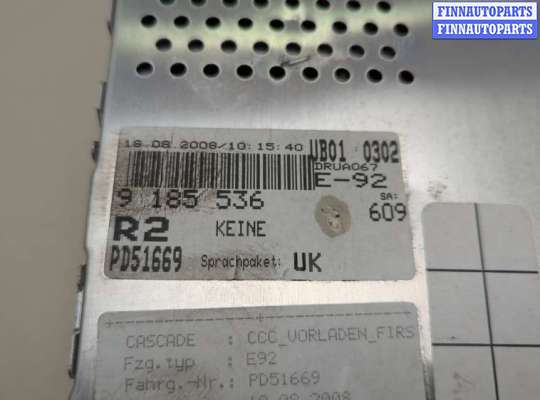 FINNAUTOPARTS
FINNAUTOPARTS
18.08.2008/10:15:40 UB01 0302
DRUA067
E-92
9 185 536
SA:
609
R2 KEINE
PD51669 Sprachpaket: UK
CASCADE : CCC_VORLADEN_FIRS
Fzg.typ : E92
Fahrg.-Nr.: PD51669